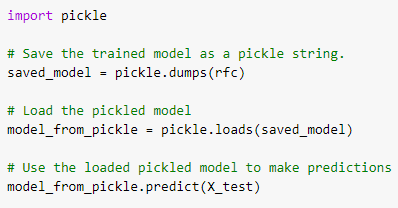 import pickle
# Save the trained model as a pickle string.
saved_model = pickle.dumps(rfc)
# Load the pickled model
model_from_pickle = pickle.loads(saved_model)
# Use the loaded pickled model to make predictions
model_from_pickle.predict(X_test)